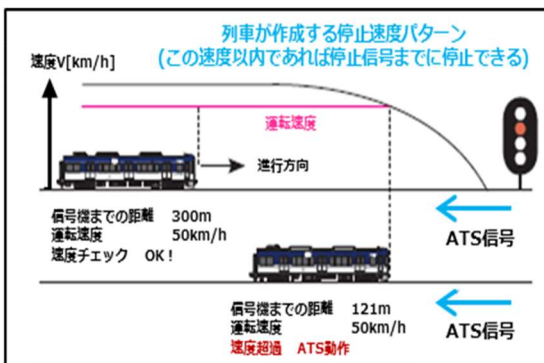 列車が作成する停止速度パターン
(この速度以内であれば停止信号までに停止できる)
速度V[km/h]
運転速度
進行方向
信号機までの距離 300m
運転速度 50km/h
速度チェック OK!
ATS信号
信号機までの距離 121m
運転速度 50km/h
速度超過 ATS動作
ATS信号